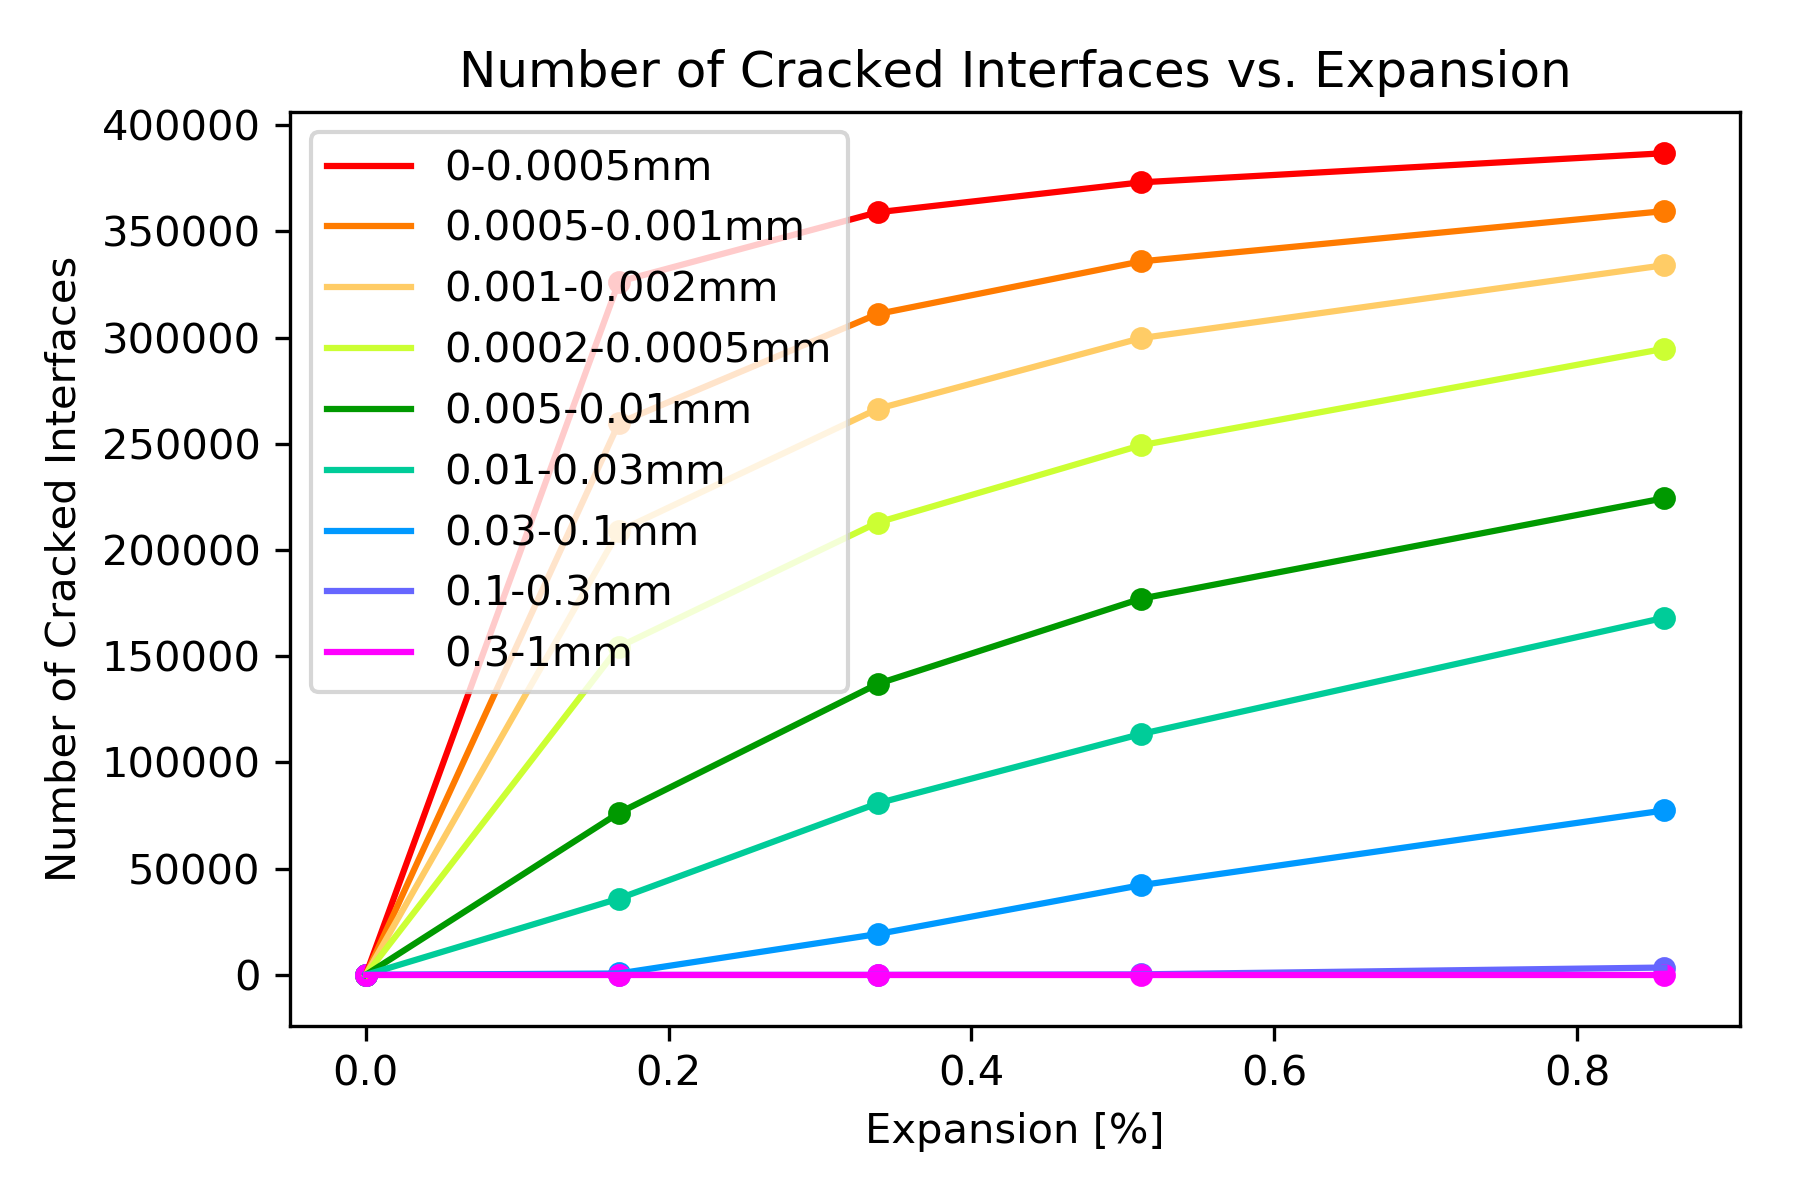 Number of Cracked Interfaces vs. Expansion
400000
350000
300000
250000
200000
150000
100000
50000
0
Number of Cracked Interfaces
0-0.0005mm
0.0005-0.001mm
0.001-0.002mm
0.0002-0.0005mm
0.005-0.01mm
0.01-0.03mm
0.03-0.1mm
0.1-0.3mm
0.3-1mm
0.0 0.2 0.4 0.6 0.8
Expansion [%]